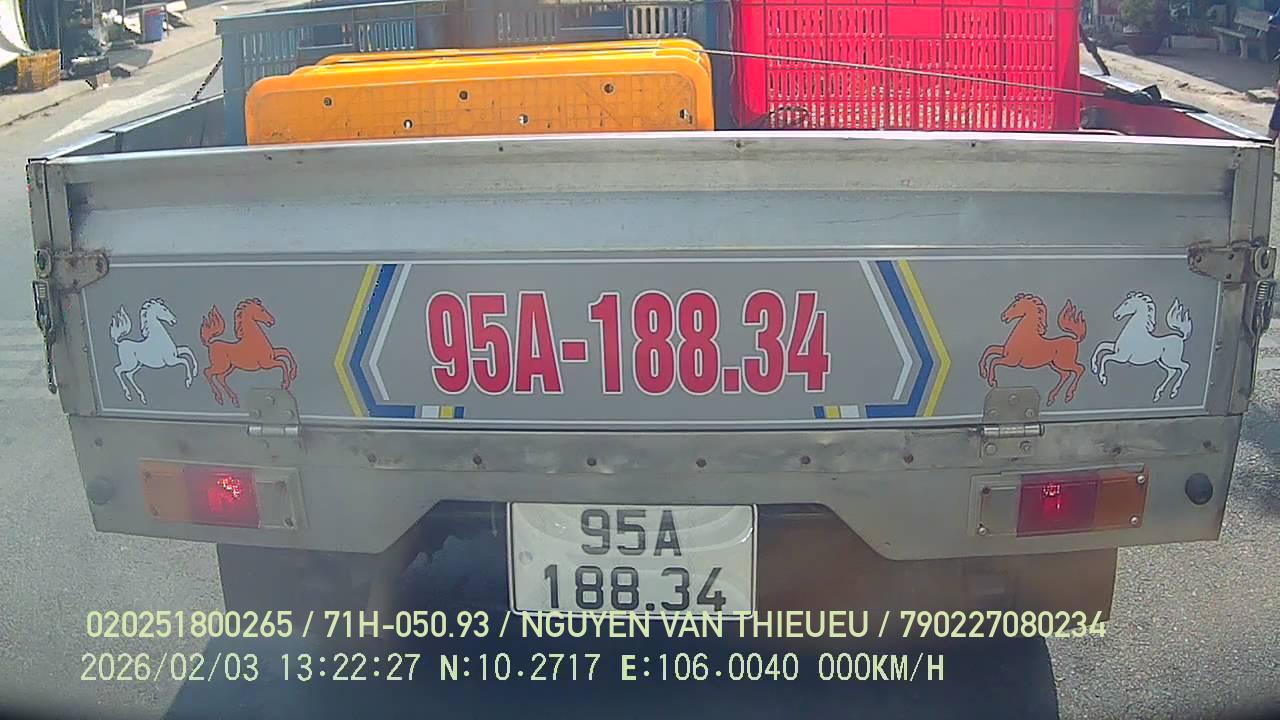 95A-188.34
95A
188.34
020251800265 / 71H-050.93 / NGUYEN VAN THIEUEU / 790227080234
2026/02/03 13:22:27 N:10.2717 E:106.0040 000KM/H